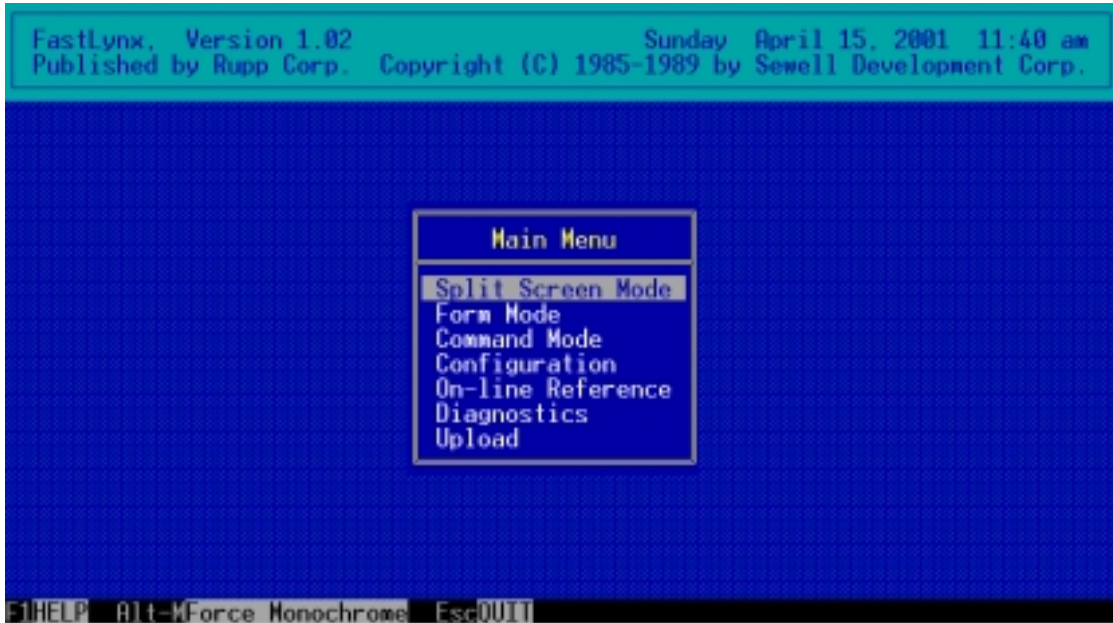 FastLynx, Version 1.02 Sunday April 15, 2001 11:40 am
Published by Rupp Corp. Copyright (C) 1985-1989 by Sewell Development Corp.
Main Menu
Split Screen Mode
Form Mode
Command Mode
Configuration
On-line Reference
Diagnostics
Upload
F1HELP Alt-MForce Monochrome EscQUIT